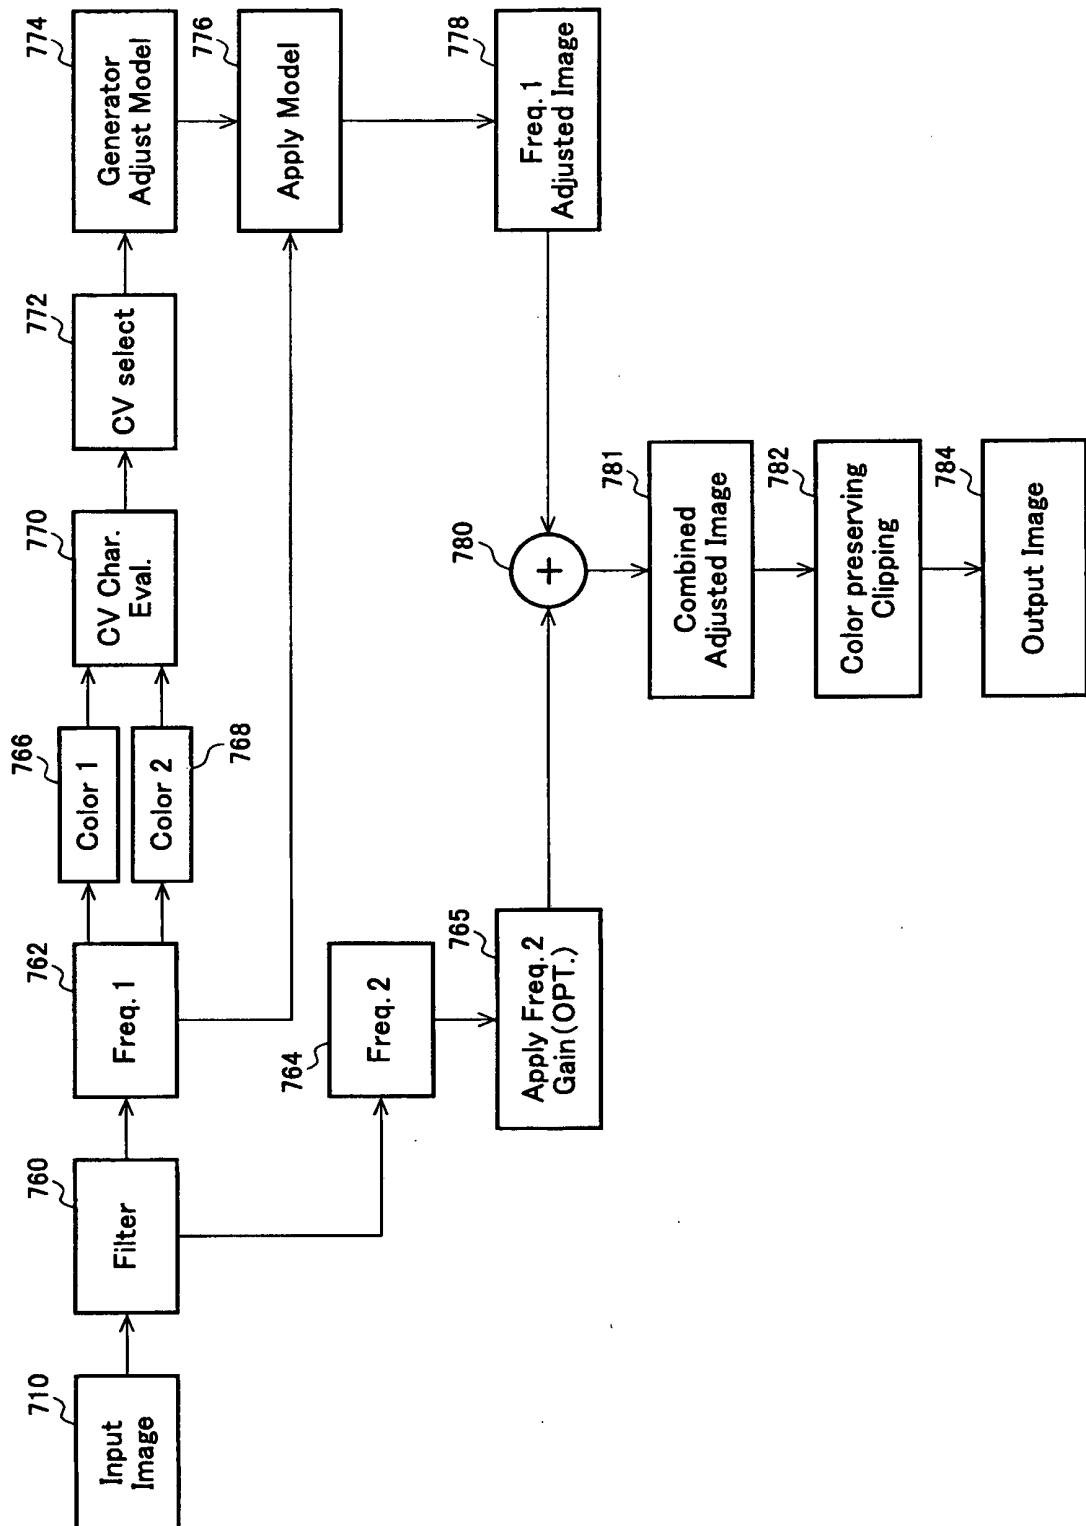 710
Input
Image
760
Filter
762
Freq. 1
766
Color 1
Color 2
768
770
CV Char.
Eval.
772
CV select
774
Generator
Adjust Model
776
Apply Model
764
Freq. 2
765
Apply Freq. 2
Gain(OPT.)
778
Freq. 1
Adjusted Image
780
+
781
Combined
Adjusted Image
782
Color preserving
Clipping
784
Output Image